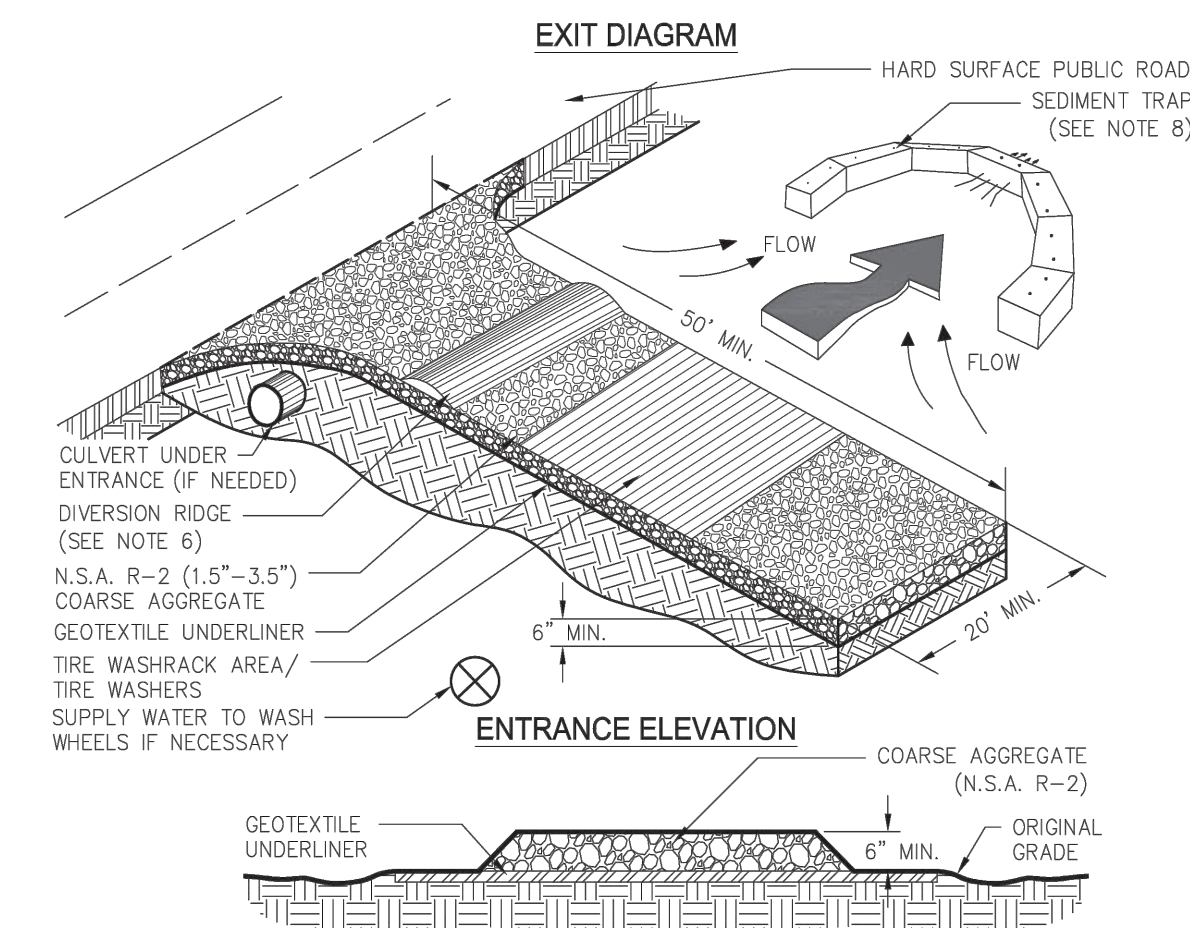 EXIT DIAGRAM
HARD SURFACE PUBLIC ROAD
SEDIMENT TRAP
(SEE NOTE 8)
FLOW
50' MIN.
FLOW
CULVERT UNDER
ENTRANCE (IF NEEDED)
DIVERSION RIDGE
(SEE NOTE 6)
N.S.A. R-2 (1.5"-3.5")
COARSE AGGREGATE
GEOTEXTILE UNDERLINER
6" MIN.
20' MIN.
TIRE WASHRACK AREA/
TIRE WASHERS
SUPPLY WATER TO WASH
WHEELS IF NECESSARY
ENTRANCE ELEVATION
COARSE AGGREGATE
(N.S.A. R-2)
GEOTEXTILE
UNDERLINER
6" MIN.
ORIGINAL
GRADE